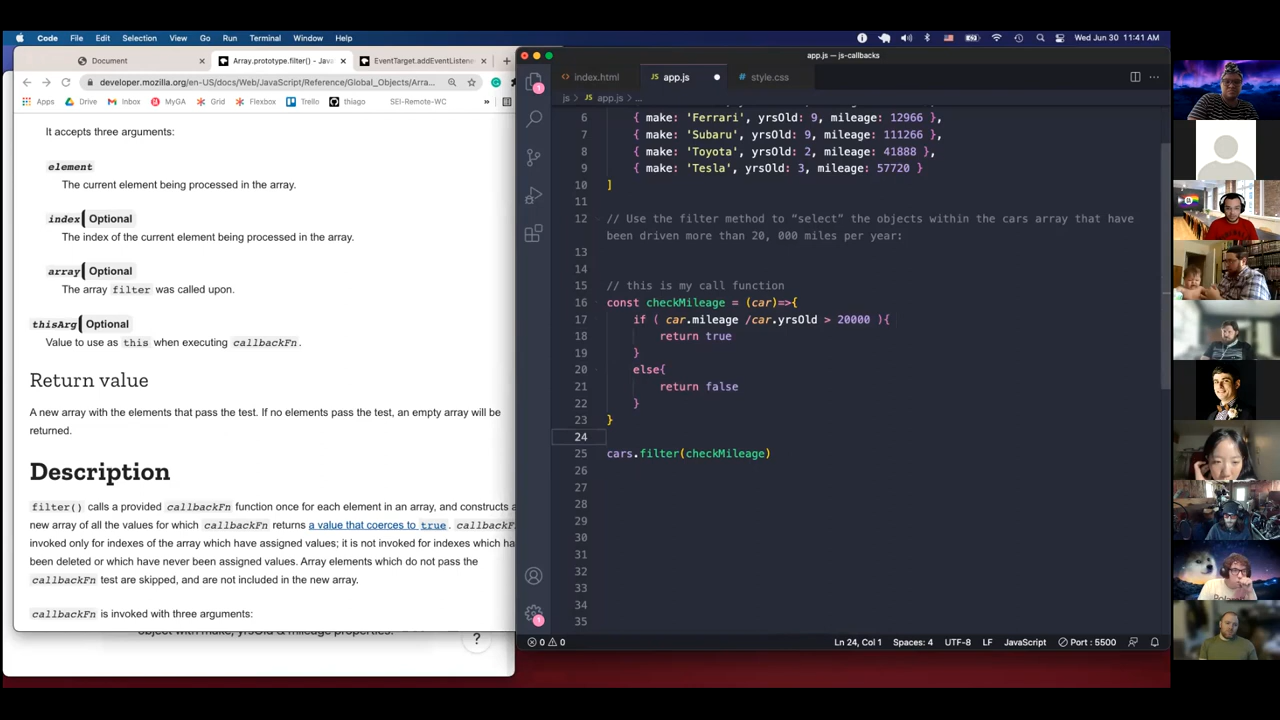 Code File Edit Selection View Go Run Terminal Window Help Wed Jun 30 11:41 AM
Document Array.prototype.filter() - Java EventTarget.addEventListene
developer.mozilla.org/en-US/docs/Web/JavaScript/Reference/Global_Objects/Arra...
Apps Drive Inbox MyGA Grid Flexbox Trello thiago SEI-Remote-WC »
It accepts three arguments:
element
The current element being processed in the array.
index Optional
The index of the current element being processed in the array.
array Optional
The array filter was called upon.
thisArg Optional
Value to use as this when executing callbackFn.
Return value
A new array with the elements that pass the test. If no elements pass the test, an empty array will be
returned.
Description
filter() calls a provided callbackFn function once for each element in an array, and constructs a
new array of all the values for which callbackFn returns a value that coerces to true. callbackF
invoked only for indexes of the array which have assigned values; it is not invoked for indexes which ha
been deleted or which have never been assigned values. Array elements which do not pass the
callbackFn test are skipped, and are not included in the new array.
callbackFn is invoked with three arguments:
object with make, yrsOld & mileage properties.
?
app.js — js-callbacks
index.html JS app.js style.css
js > JS app.js > ...
6 { make: 'Ferrari', yrsOld: 9, mileage: 12966 },
7 { make: 'Subaru', yrsOld: 9, mileage: 111266 },
8 { make: 'Toyota', yrsOld: 2, mileage: 41888 },
9 { make: 'Tesla', yrsOld: 3, mileage: 57720 }
10 ]
11
12 // Use the filter method to “select” the objects within the cars array that have
been driven more than 20, 000 miles per year:
13
14
15 // this is my call function
16 const checkMileage = (car)=>{
17 if ( car.mileage /car.yrsOld > 20000 ){
18 return true
19 }
20 else{
21 return false
22 }
23 }
24
25 cars.filter(checkMileage)
26
27
28
29
30
31
32
33
34
35
0 0 Ln 24, Col 1 Spaces: 4 UTF-8 LF JavaScript Port : 5500